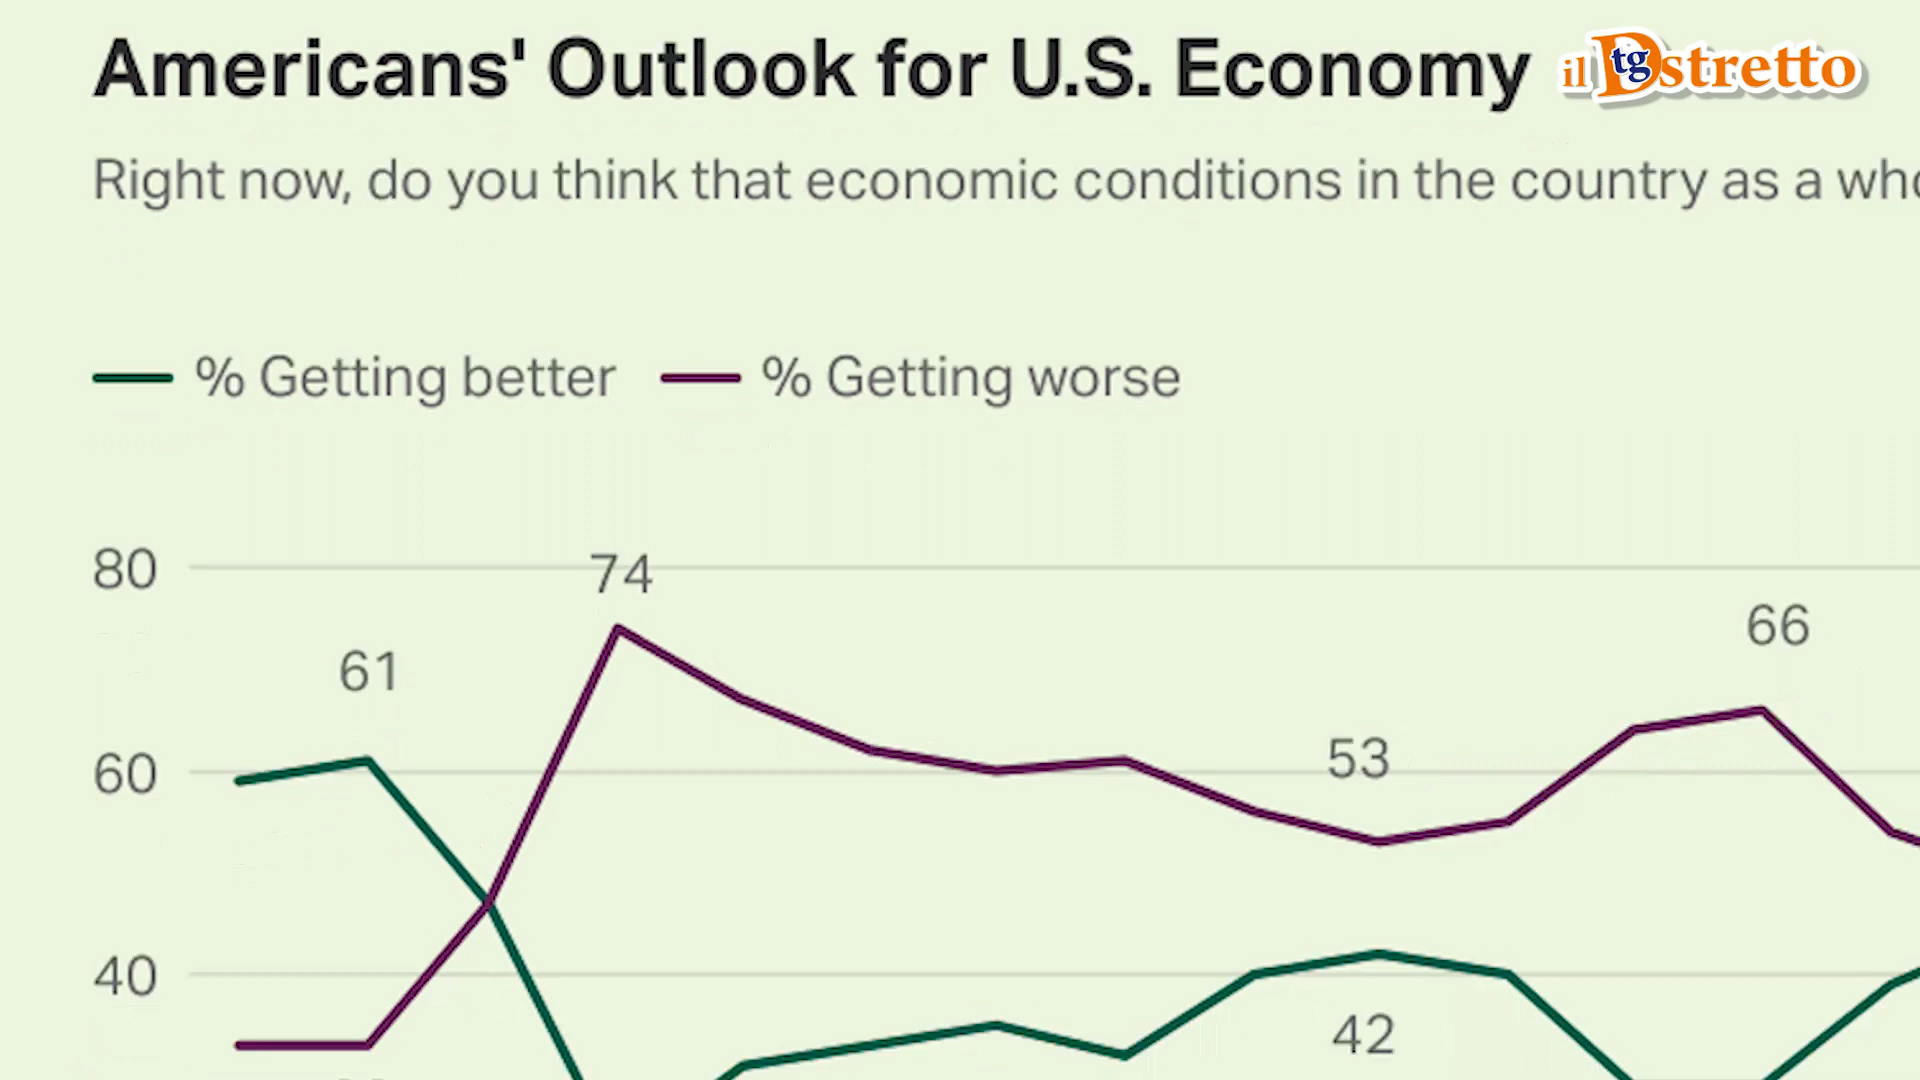 Americans' Outlook for U.S. Economy
il Dstretto
tg
Right now, do you think that economic conditions in the country as a
% Getting better % Getting worse
80
74
66
61
60
53
40
42